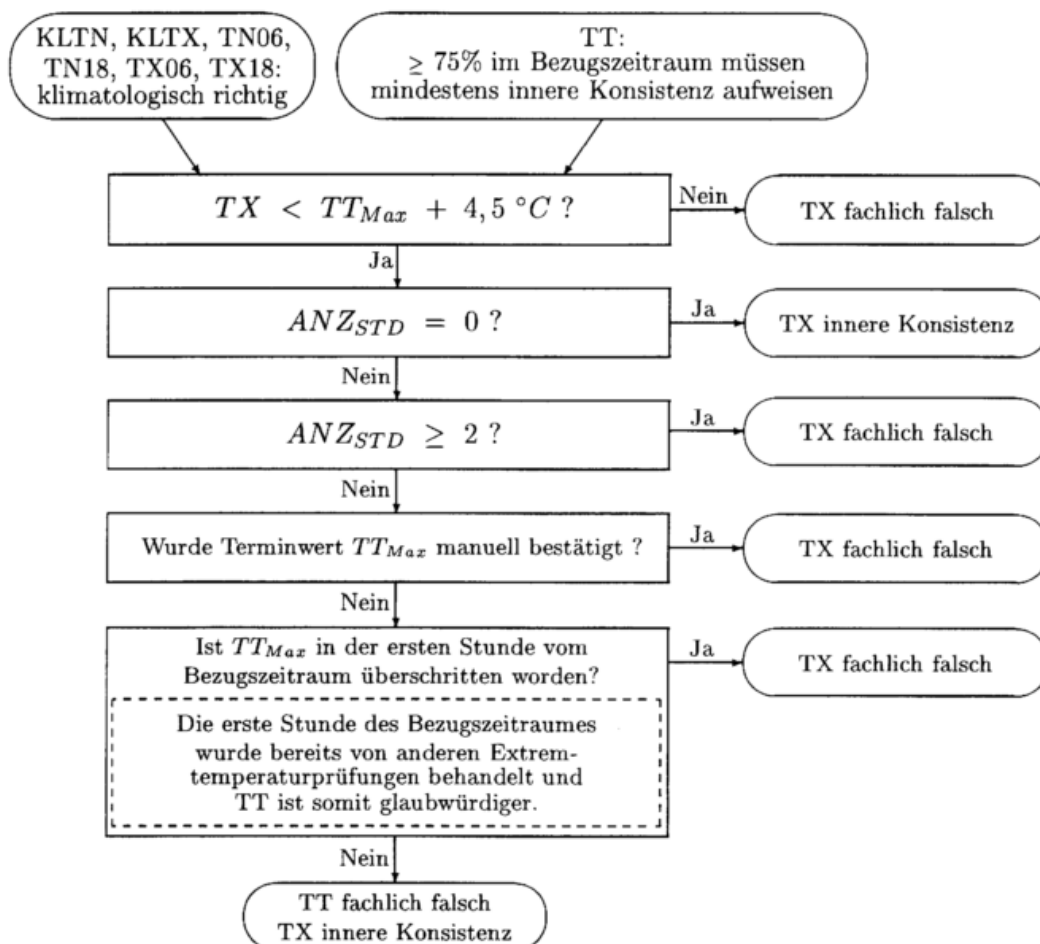 KLTN, KLTX, TN06,
TN18, TX06, TX18:
klimatologisch richtig
TT:
≥ 75% im Bezugszeitraum müssen
mindestens innere Konsistenz aufweisen
TX < TT_Max + 4,5 °C ?
Nein
TX fachlich falsch
Ja
ANZ_STD = 0 ?
Ja
TX innere Konsistenz
Nein
ANZ_STD ≥ 2 ?
Ja
TX fachlich falsch
Nein
Wurde Terminwert TT_Max manuell bestätigt ?
Ja
TX fachlich falsch
Nein
Ist TT_Max in der ersten Stunde vom
Bezugszeitraum überschritten worden?
Ja
TX fachlich falsch
Die erste Stunde des Bezugszeitraumes
wurde bereits von anderen Extrem-
temperaturprüfungen behandelt und
TT ist somit glaubwürdiger.
Nein
TT fachlich falsch
TX innere Konsistenz